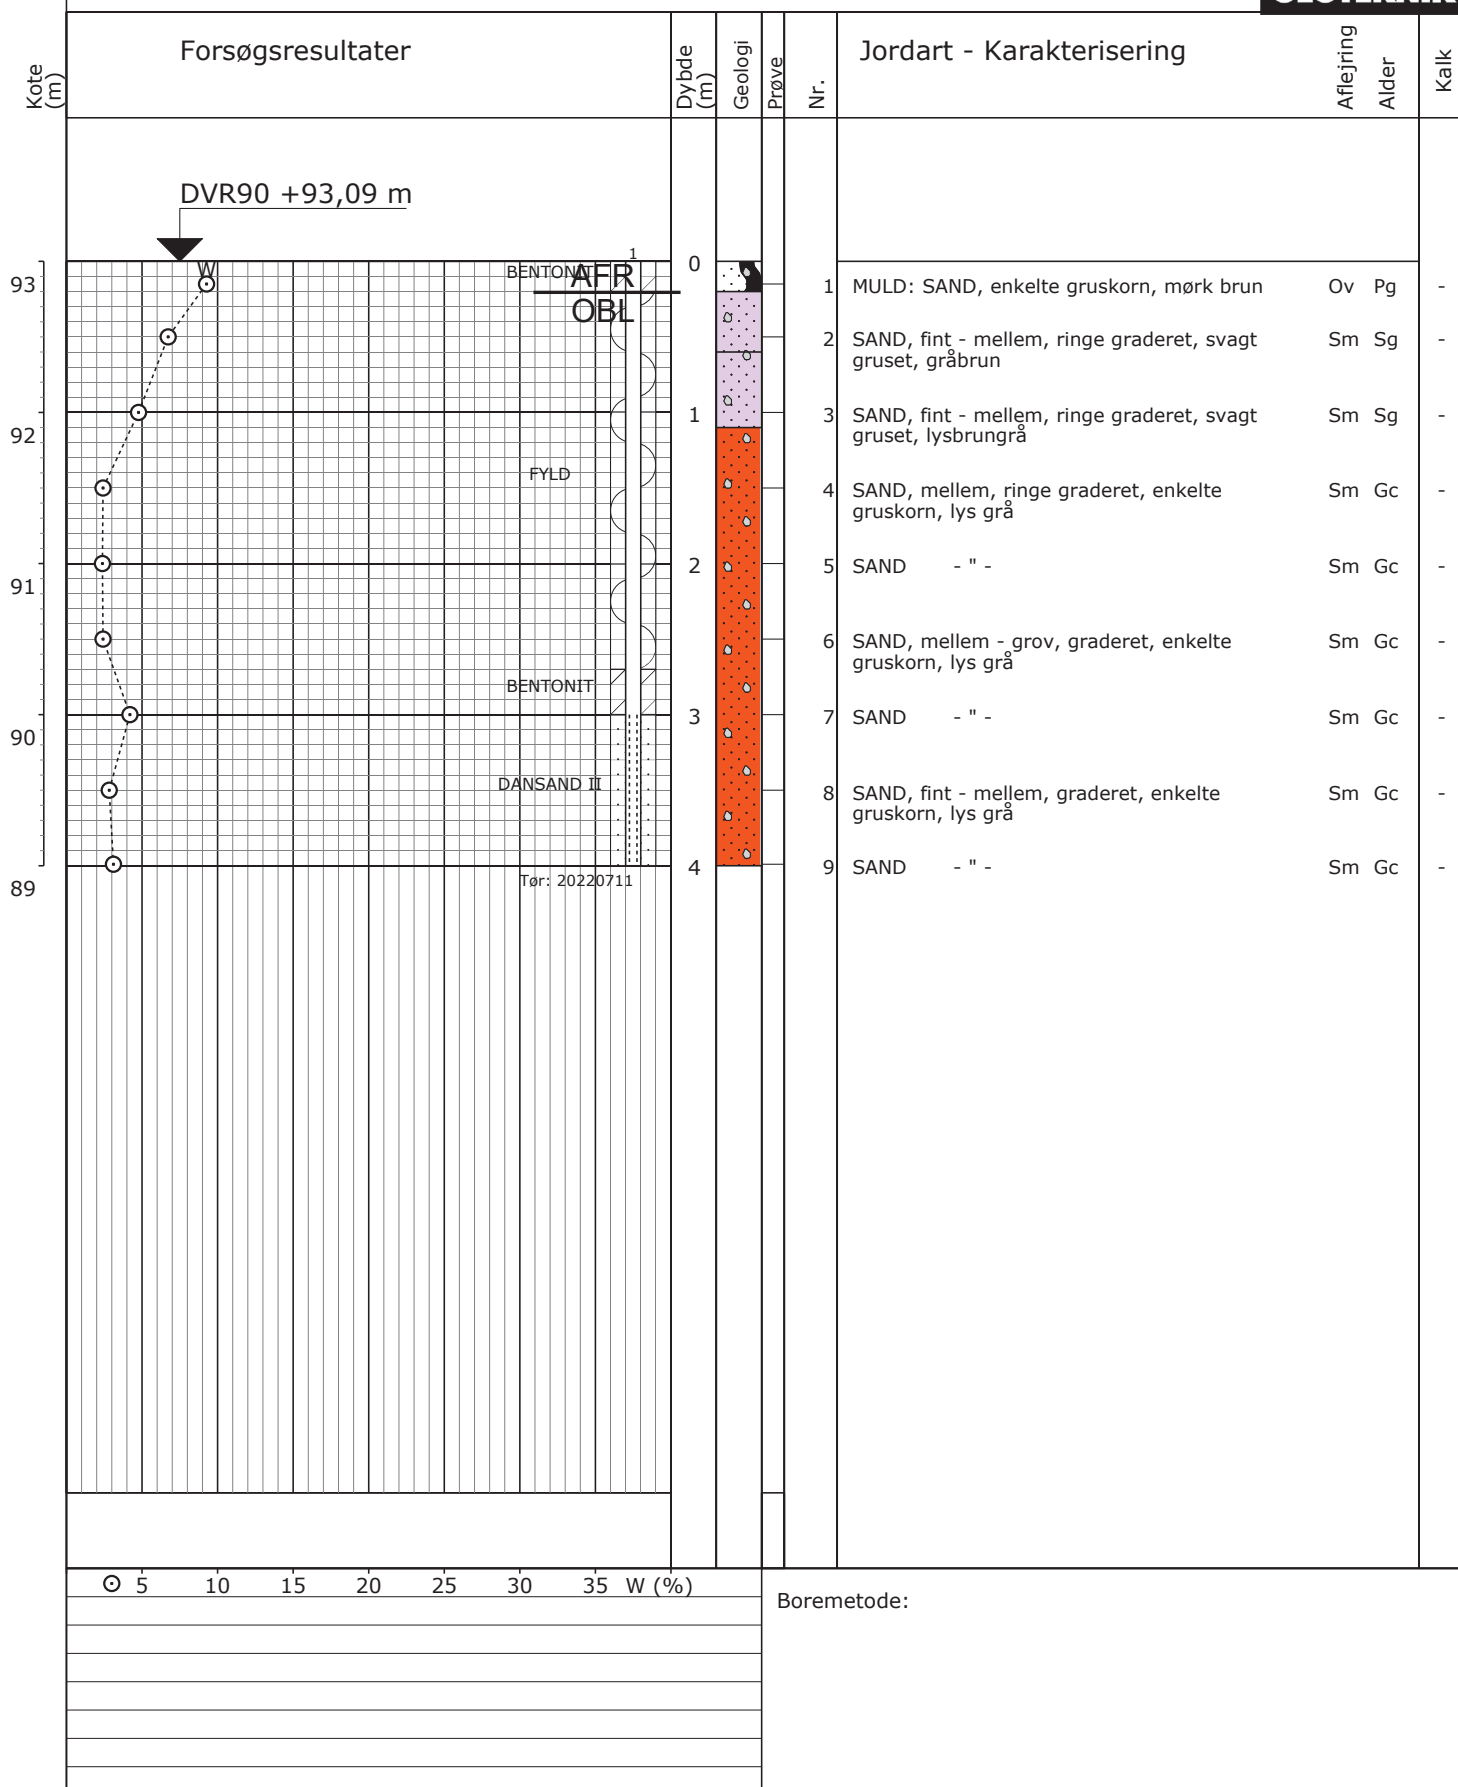 Forsøgsresultater
Jordart - Karakterisering
Kote
(m)
Dybde
(m)
Geologi
Prøve
Nr.
Aflejring
Alder
Kalk
DVR90 +93,09 m
1
W
BENTONIT
AFR
OBL
0
93
1 MULD: SAND, enkelte gruskorn, mørk brun Ov Pg -
2 SAND, fint - mellem, ringe graderet, svagt Sm Sg -
gruset, gråbrun
1
92
3 SAND, fint - mellem, ringe graderet, svagt Sm Sg -
gruset, lysbrungrå
FYLD
4 SAND, mellem, ringe graderet, enkelte Sm Gc -
gruskorn, lys grå
2
91
5 SAND - " - Sm Gc -
6 SAND, mellem - grov, graderet, enkelte Sm Gc -
gruskorn, lys grå
BENTONIT
3
90
7 SAND - " - Sm Gc -
DANSAND II
8 SAND, fint - mellem, graderet, enkelte Sm Gc -
gruskorn, lys grå
4
89
9 SAND - " - Sm Gc -
Tør: 20220711
5 10 15 20 25 30 35 W (%)
Boremetode: